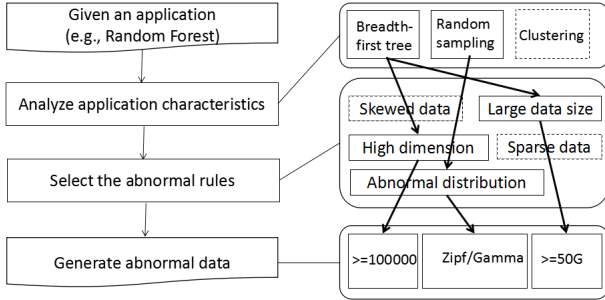 Given an application
(e.g., Random Forest)
Analyze application characteristics
Select the abnormal rules
Generate abnormal data
Breadth-
first tree
Random
sampling
Clustering
Skewed data
Large data size
High dimension
Sparse data
Abnormal distribution
>=100000
Zipf/Gamma
>=50G